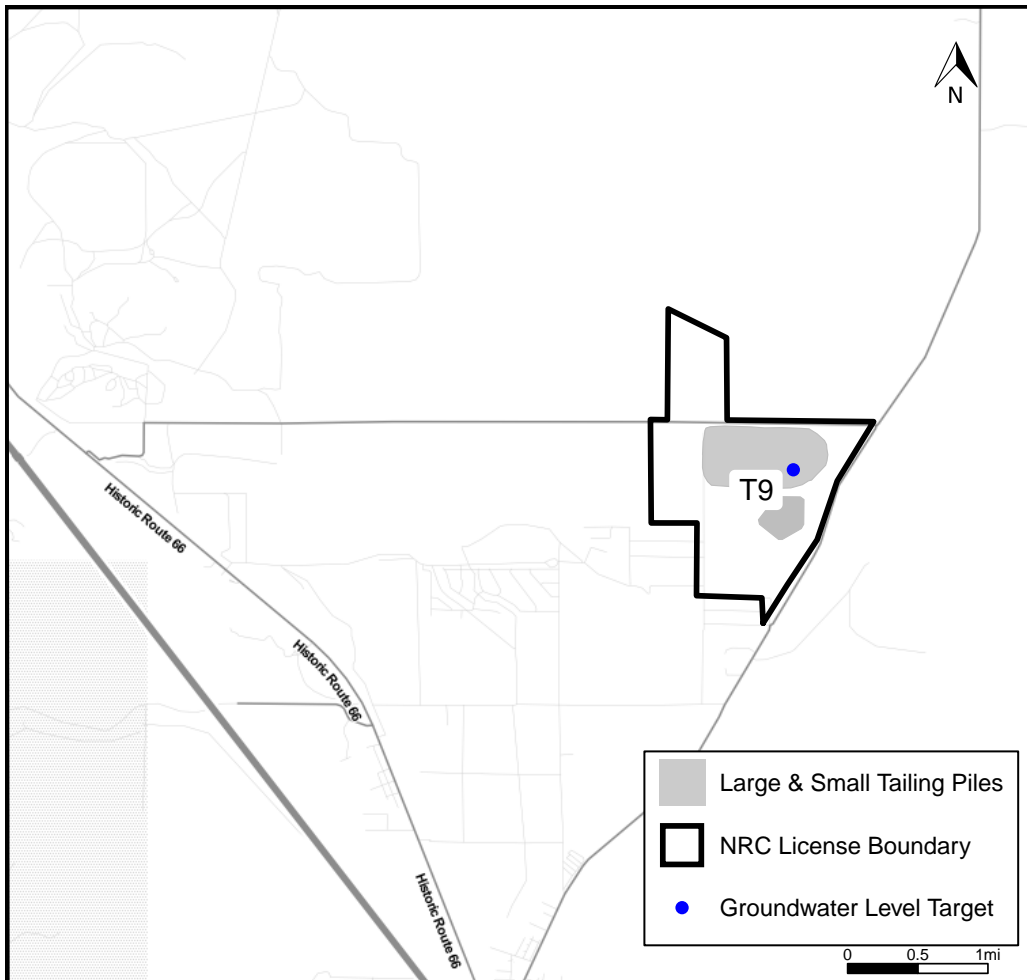 N
T9
Historic Route 66
Historic Route 66
Historic Route 66
Large & Small Tailing Piles
NRC License Boundary
Groundwater Level Target
0 0.5 1mi